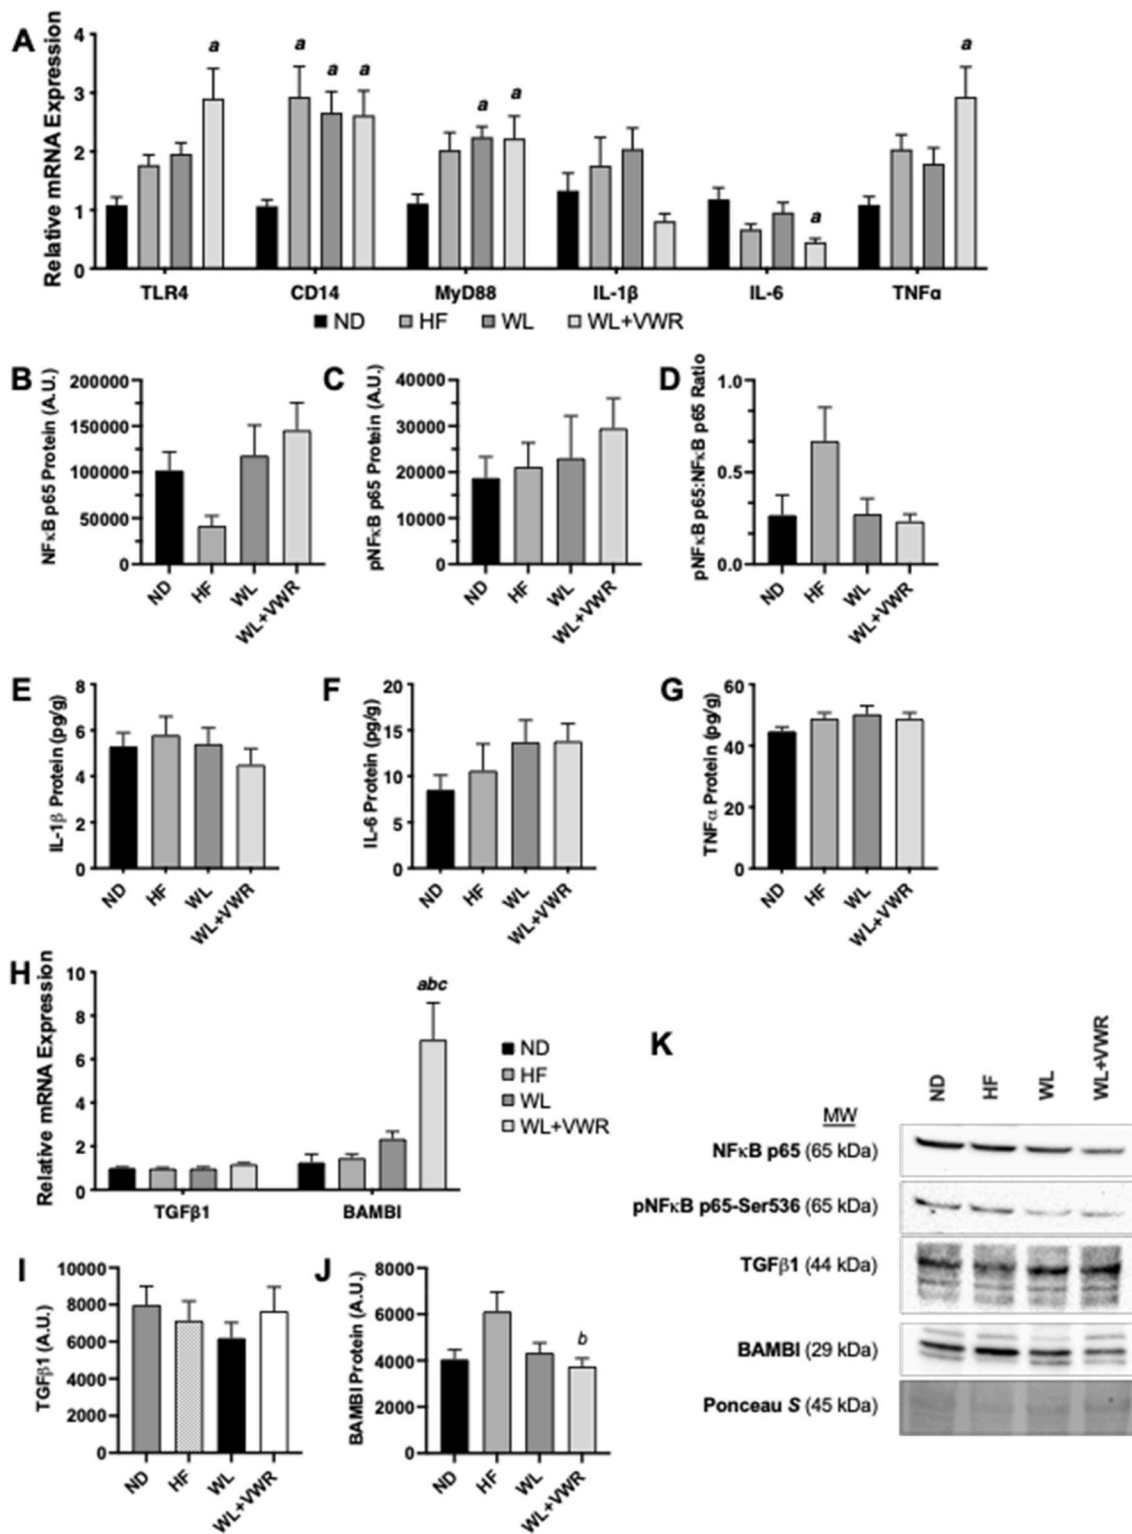 A
Relative mRNA Expression
4
3
2
1
0
a
a
a
a
a
a
a
a
TLR4
CD14
MyD88
IL-1β
IL-6
TNFα
ND
HF
WL
WL+VWR
B
NFκB p65 Protein (A.U.)
200000
150000
100000
50000
0
ND
HF
WL
WL+VWR
C
pNFκB p65 Protein (A.U.)
40000
30000
20000
10000
0
ND
HF
WL
WL+VWR
D
pNFκB p65:NFκB p65 Ratio
1.0
0.5
0.0
ND
HF
WL
WL+VWR
E
IL-1β Protein (pg/g)
8
6
4
2
0
ND
HF
WL
WL+VWR
F
IL-6 Protein (pg/g)
20
15
10
5
0
ND
HF
WL
WL+VWR
G
TNFα Protein (pg/g)
60
40
20
0
ND
HF
WL
WL+VWR
H
Relative mRNA Expression
10
8
6
4
2
0
abc
TGFβ1
BAMBI
ND
HF
WL
WL+VWR
I
TGFβ1 (A.U.)
10000
8000
6000
4000
2000
0
ND
HF
WL
WL+VWR
J
BAMBI Protein (A.U.)
8000
6000
4000
2000
0
b
ND
HF
WL
WL+VWR
K
ND
HF
WL
WL+VWR
MW
NFκB p65 (65 kDa)
pNFκB p65-Ser536 (65 kDa)
TGFβ1 (44 kDa)
BAMBI (29 kDa)
Ponceau S (45 kDa)